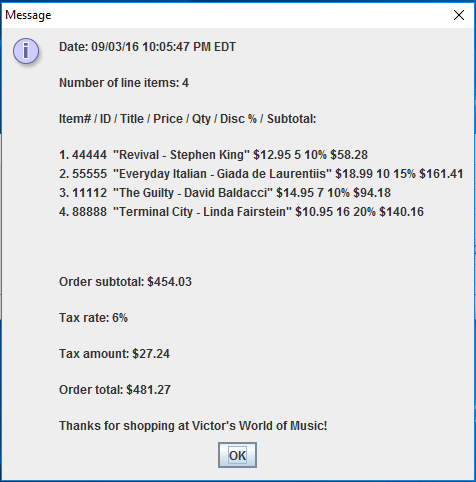 Message
Date: 09/03/16 10:05:47 PM EDT
Number of line items: 4
Item# / ID / Title / Price / Qty / Disc % / Subtotal:
1. 44444 "Revival - Stephen King" $12.95 5 10% $58.28
2. 55555 "Everyday Italian - Giada de Laurentiis" $18.99 10 15% $161.41
3. 11112 "The Guilty - David Baldacci" $14.95 7 10% $94.18
4. 88888 "Terminal City - Linda Fairstein" $10.95 16 20% $140.16
Order subtotal: $454.03
Tax rate: 6%
Tax amount: $27.24
Order total: $481.27
Thanks for shopping at Victor's World of Music!
OK